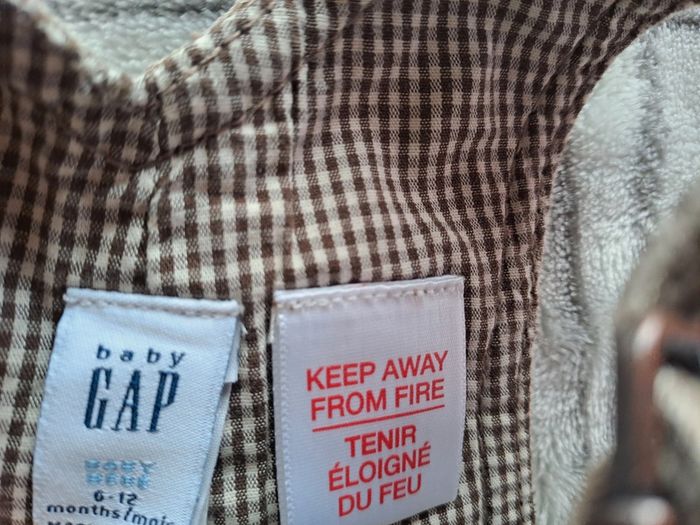 baby
GAP
BABY
BÉBÉ
6-12
months/mois
KEEP AWAY
FROM FIRE
TENIR
ÉLOIGNÉ
DU FEU